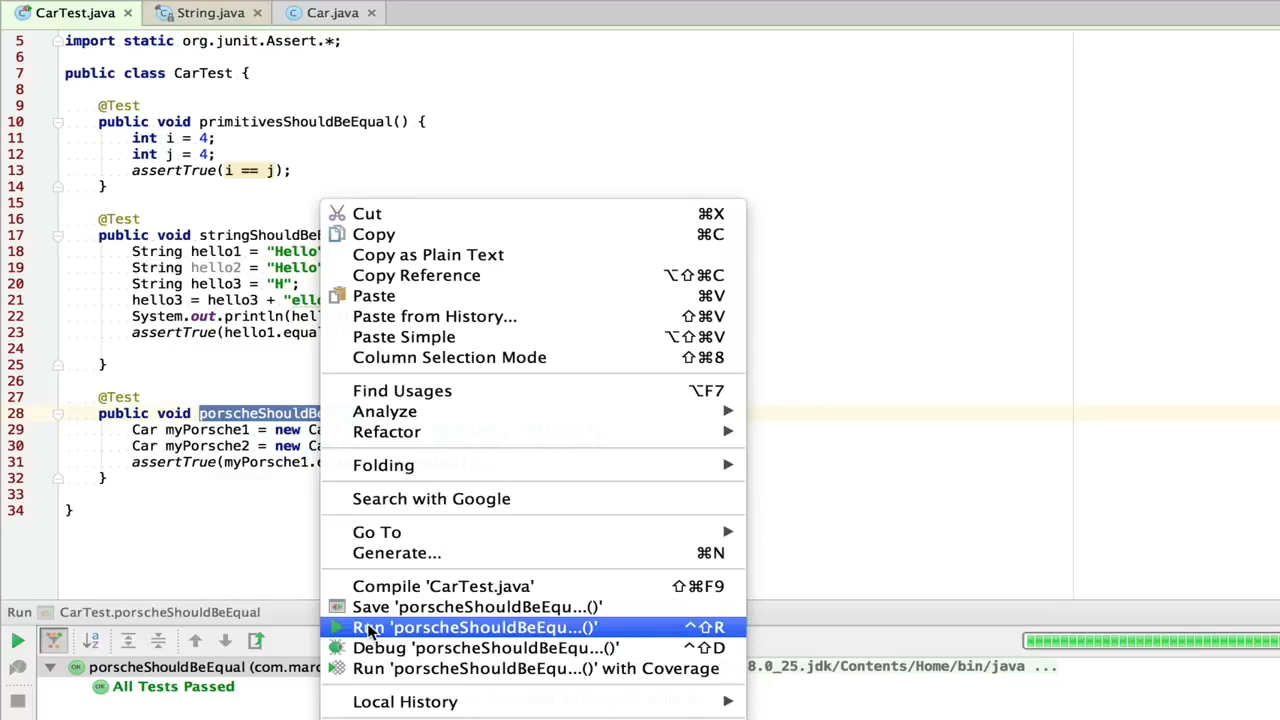 CarTest.java String.java Car.java
5 import static org.junit.Assert.*;
6
7 public class CarTest {
8
9 @Test
10 public void primitivesShouldBeEqual() {
11 int i = 4;
12 int j = 4;
13 assertTrue(i == j);
14 }
15
16 @Test
17 public void stringShouldBeE
18 String hello1 = "Hello"
19 String hello2 = "Hello"
20 String hello3 = "H";
21 hello3 = hello3 + "ello
22 System.out.println(hell
23 assertTrue(hello1.equal
24
25 }
26
27 @Test
28 public void porscheShouldBe
29 Car myPorsche1 = new Ca
30 Car myPorsche2 = new Ca
31 assertTrue(myPorsche1.e
32 }
33
34 }
Cut ⌘X
Copy ⌘C
Copy as Plain Text
Copy Reference ⌥⇧⌘C
Paste ⌘V
Paste from History... ⇧⌘V
Paste Simple ⌥⇧⌘V
Column Selection Mode ⇧⌘8
Find Usages ⌥F7
Analyze
Refactor
Folding
Search with Google
Go To
Generate... ⌘N
Compile 'CarTest.java' ⇧⌘F9
Save 'porscheShouldBeEqu...()'
Run 'porscheShouldBeEqu...()' ^⇧R
Debug 'porscheShouldBeEqu...()' ^⇧D
Run 'porscheShouldBeEqu...()' with Coverage
Local History
Run CarTest.porscheShouldBeEqual
porscheShouldBeEqual (com.marc
8.0_25.jdk/Contents/Home/bin/java ...
OK All Tests Passed